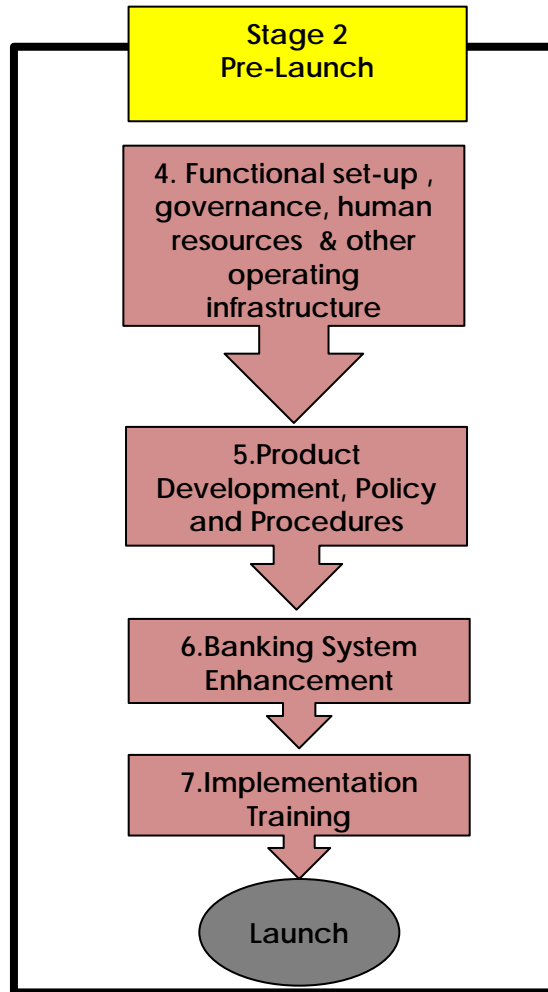 Stage 2
Pre-Launch
4. Functional set-up ,
governance, human
resources & other
operating
infrastructure
5.Product
Development, Policy
and Procedures
6.Banking System
Enhancement
7.Implementation
Training
Launch